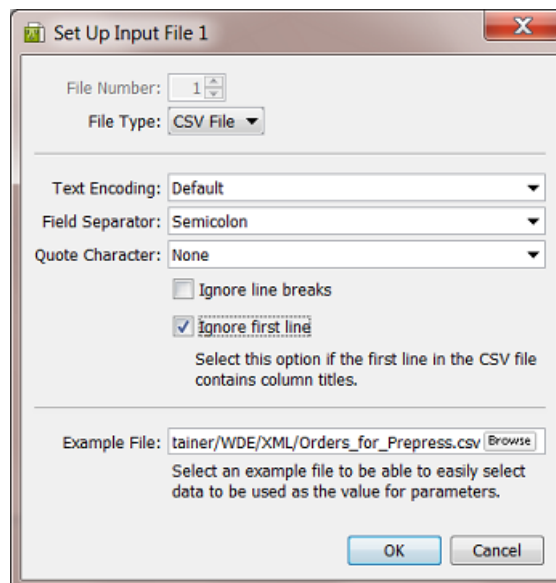 Set Up Input File 1
File Number: 1
File Type: CSV File
Text Encoding: Default
Field Separator: Semicolon
Quote Character: None
Ignore line breaks
Ignore first line
Select this option if the first line in the CSV file
contains column titles.
Example File: tainer/WDE/XML/Orders_for_Prepress.csv Browse
Select an example file to be able to easily select
data to be used as the value for parameters.
OK Cancel